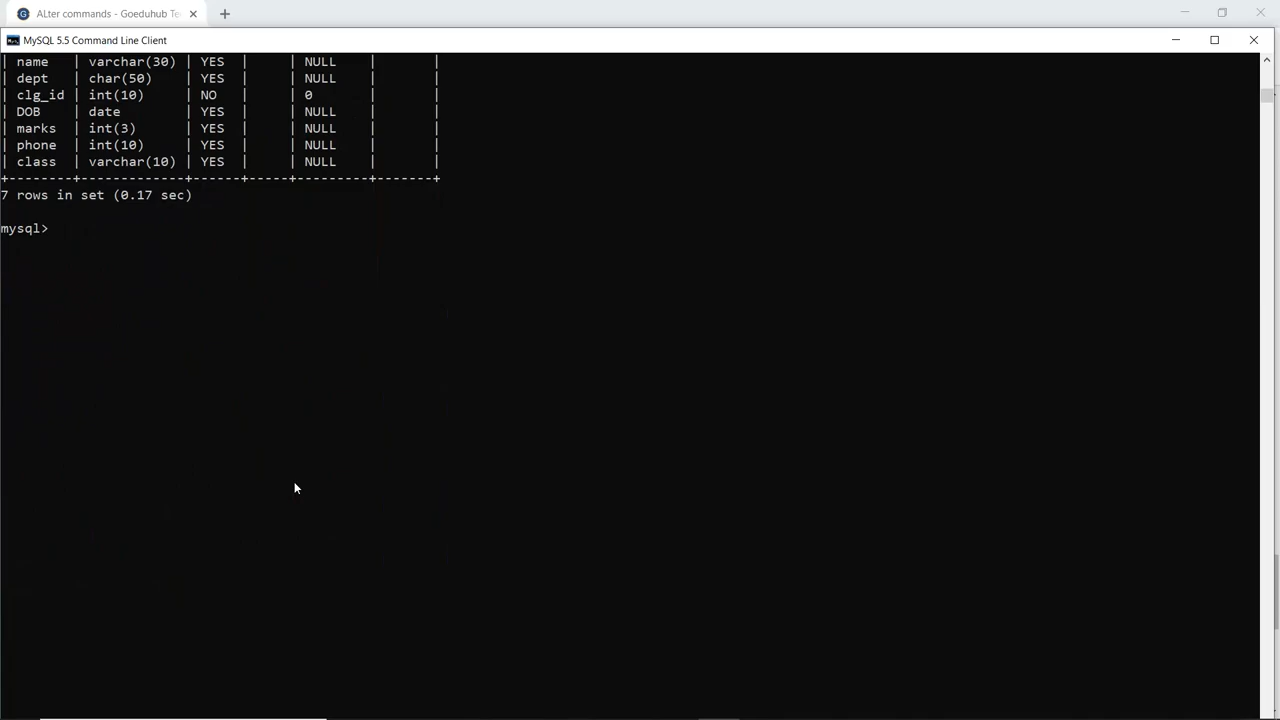 ALter commands - Goeduhub Te
MySQL 5.5 Command Line Client
| name | varchar(30) | YES | | NULL | |
| dept | char(50) | YES | | NULL | |
| clg_id | int(10) | NO | | 0 | |
| DOB | date | YES | | NULL | |
| marks | int(3) | YES | | NULL | |
| phone | int(10) | YES | | NULL | |
| class | varchar(10) | YES | | NULL | |
+--------+-------------+------+-----+---------+-------+
7 rows in set (0.17 sec)
mysql>